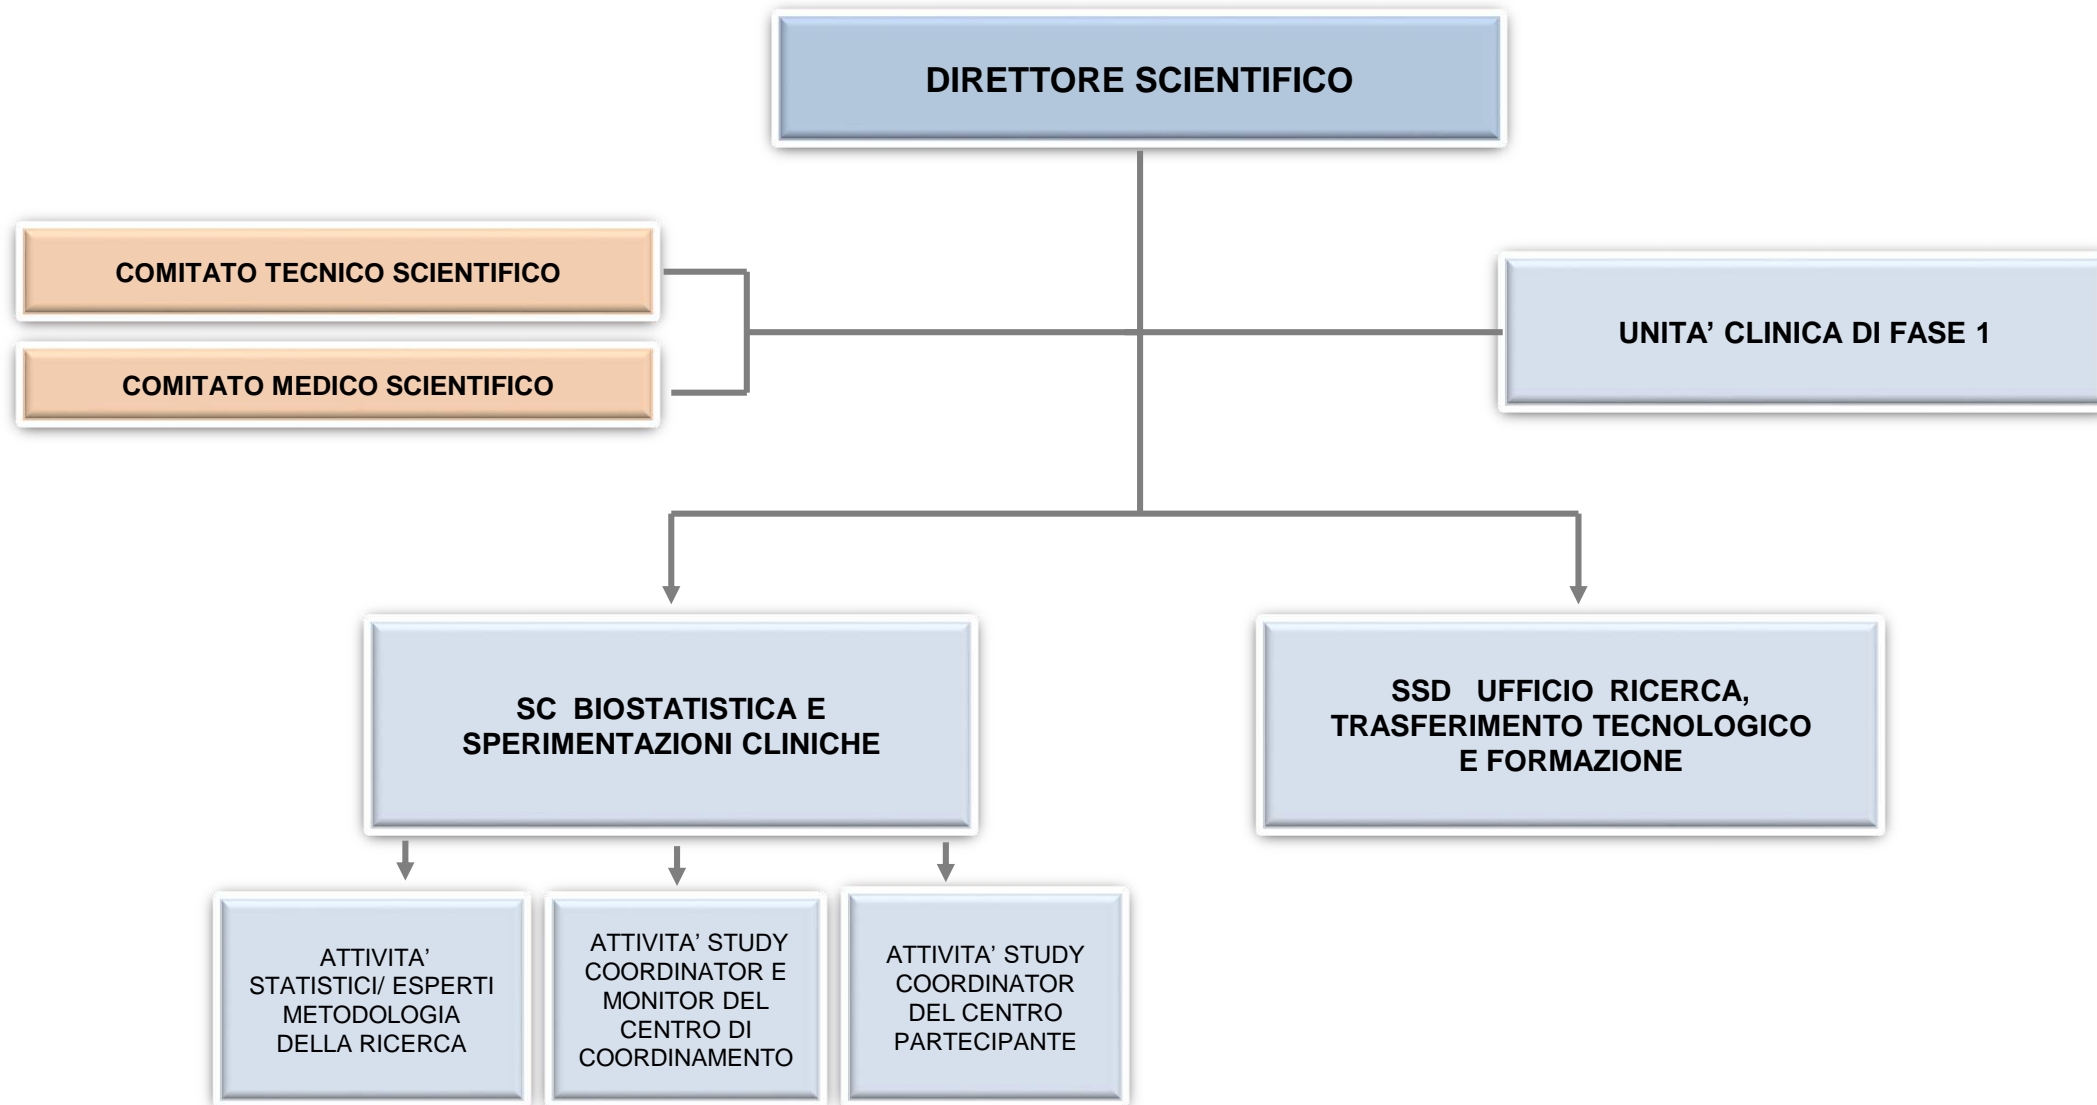 DIRETTORE SCIENTIFICO
COMITATO TECNICO SCIENTIFICO
COMITATO MEDICO SCIENTIFICO
UNITA’ CLINICA DI FASE 1
SC BIOSTATISTICA E
SPERIMENTAZIONI CLINICHE
SSD UFFICIO RICERCA,
TRASFERIMENTO TECNOLOGICO
E FORMAZIONE
ATTIVITA’
STATISTICI/ ESPERTI
METODOLOGIA
DELLA RICERCA
ATTIVITA’ STUDY
COORDINATOR E
MONITOR DEL
CENTRO DI
COORDINAMENTO
ATTIVITA’ STUDY
COORDINATOR
DEL CENTRO
PARTECIPANTE